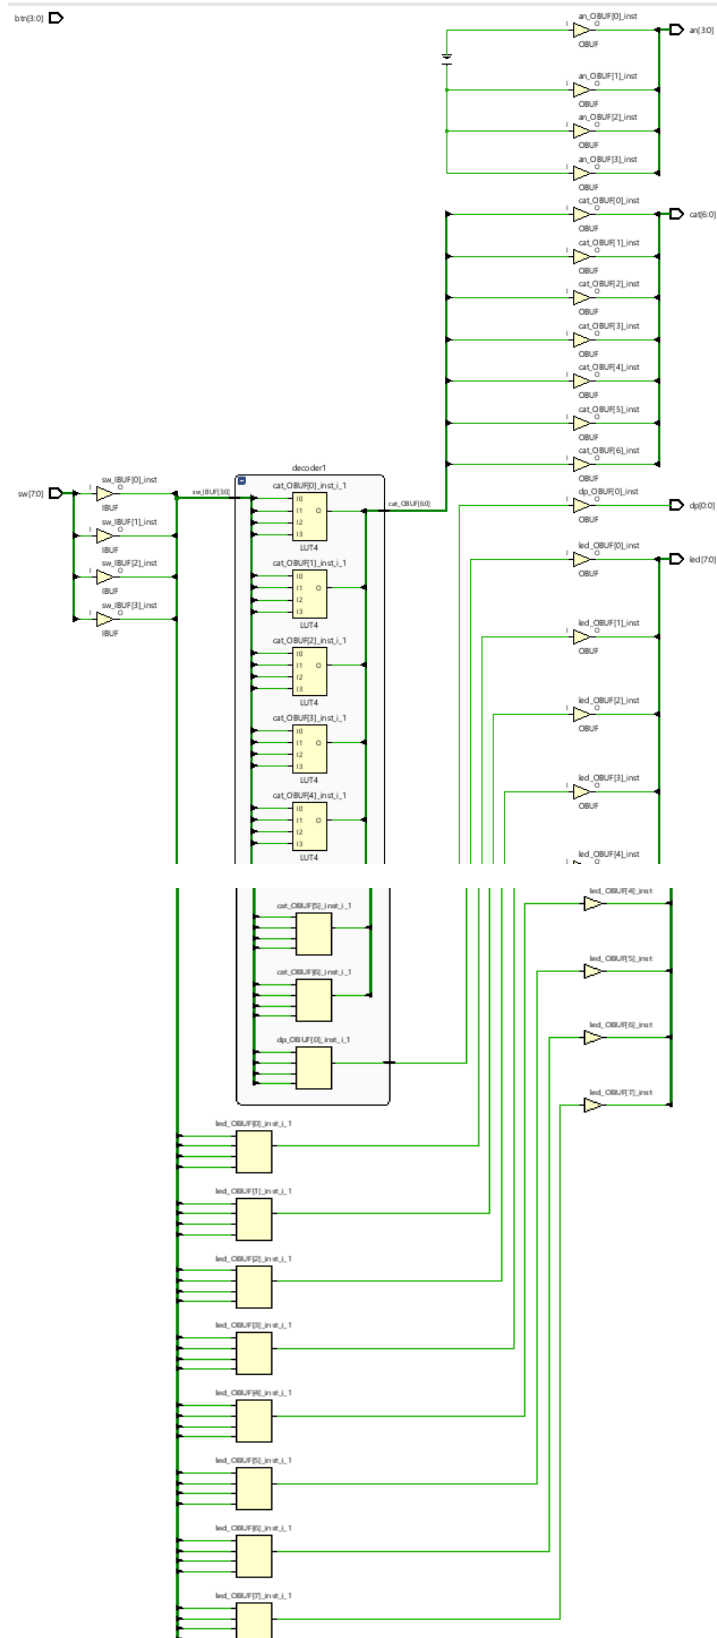 btn[3:0]
an_OBUF[0]_inst
I O
OBUF
an[3:0]
an_OBUF[1]_inst
I O
OBUF
an_OBUF[2]_inst
I O
OBUF
an_OBUF[3]_inst
I O
OBUF
cat_OBUF[0]_inst
I O
OBUF
cat[6:0]
cat_OBUF[1]_inst
I O
OBUF
cat_OBUF[2]_inst
I O
OBUF
cat_OBUF[3]_inst
I O
OBUF
cat_OBUF[4]_inst
I O
OBUF
cat_OBUF[5]_inst
I O
OBUF
cat_OBUF[6]_inst
I O
OBUF
dp_OBUF[0]_inst
I O
OBUF
dp[0:0]
led_OBUF[0]_inst
I O
OBUF
led[7:0]
led_OBUF[1]_inst
I O
OBUF
led_OBUF[2]_inst
I O
OBUF
led_OBUF[3]_inst
I O
OBUF
led_OBUF[4]_inst
sw[7:0]
sw_IBUF[0]_inst
I O
IBUF
sw_IBUF[1]_inst
I O
IBUF
sw_IBUF[2]_inst
I O
IBUF
sw_IBUF[3]_inst
I O
IBUF
sw_IBUF[3:0]
decoder1
cat_OBUF[6:0]
cat_OBUF[0]_inst_i_1
I0
I1 O
I2
I3
LUT4
cat_OBUF[1]_inst_i_1
I0
I1 O
I2
I3
LUT4
cat_OBUF[2]_inst_i_1
I0
I1 O
I2
I3
LUT4
cat_OBUF[3]_inst_i_1
I0
I1 O
I2
I3
LUT4
cat_OBUF[4]_inst_i_1
I0
I1 O
I2
I3
LUT4
led_OBUF[4]_inst
cat_OBUF[5]_inst_i_1
led_OBUF[5]_inst
cat_OBUF[6]_inst_i_1
led_OBUF[6]_inst
dp_OBUF[0]_inst_i_1
led_OBUF[7]_inst
led_OBUF[0]_inst_i_1
led_OBUF[1]_inst_i_1
led_OBUF[2]_inst_i_1
led_OBUF[3]_inst_i_1
led_OBUF[4]_inst_i_1
led_OBUF[5]_inst_i_1
led_OBUF[6]_inst_i_1
led_OBUF[7]_inst_i_1